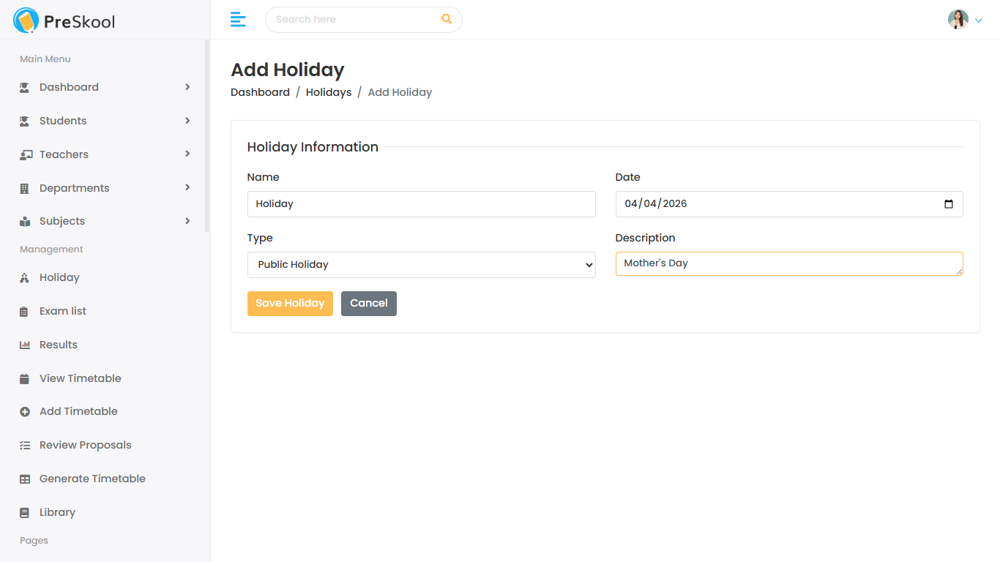 PreSkool
Search here
Main Menu
Dashboard
Students
Teachers
Departments
Subjects
Management
Holiday
Exam list
Results
View Timetable
Add Timetable
Review Proposals
Generate Timetable
Library
Pages
Add Holiday
Dashboard / Holidays / Add Holiday
Holiday Information
Name
Holiday
Date
04/04/2026
Type
Public Holiday
Description
Mother's Day
Save Holiday
Cancel